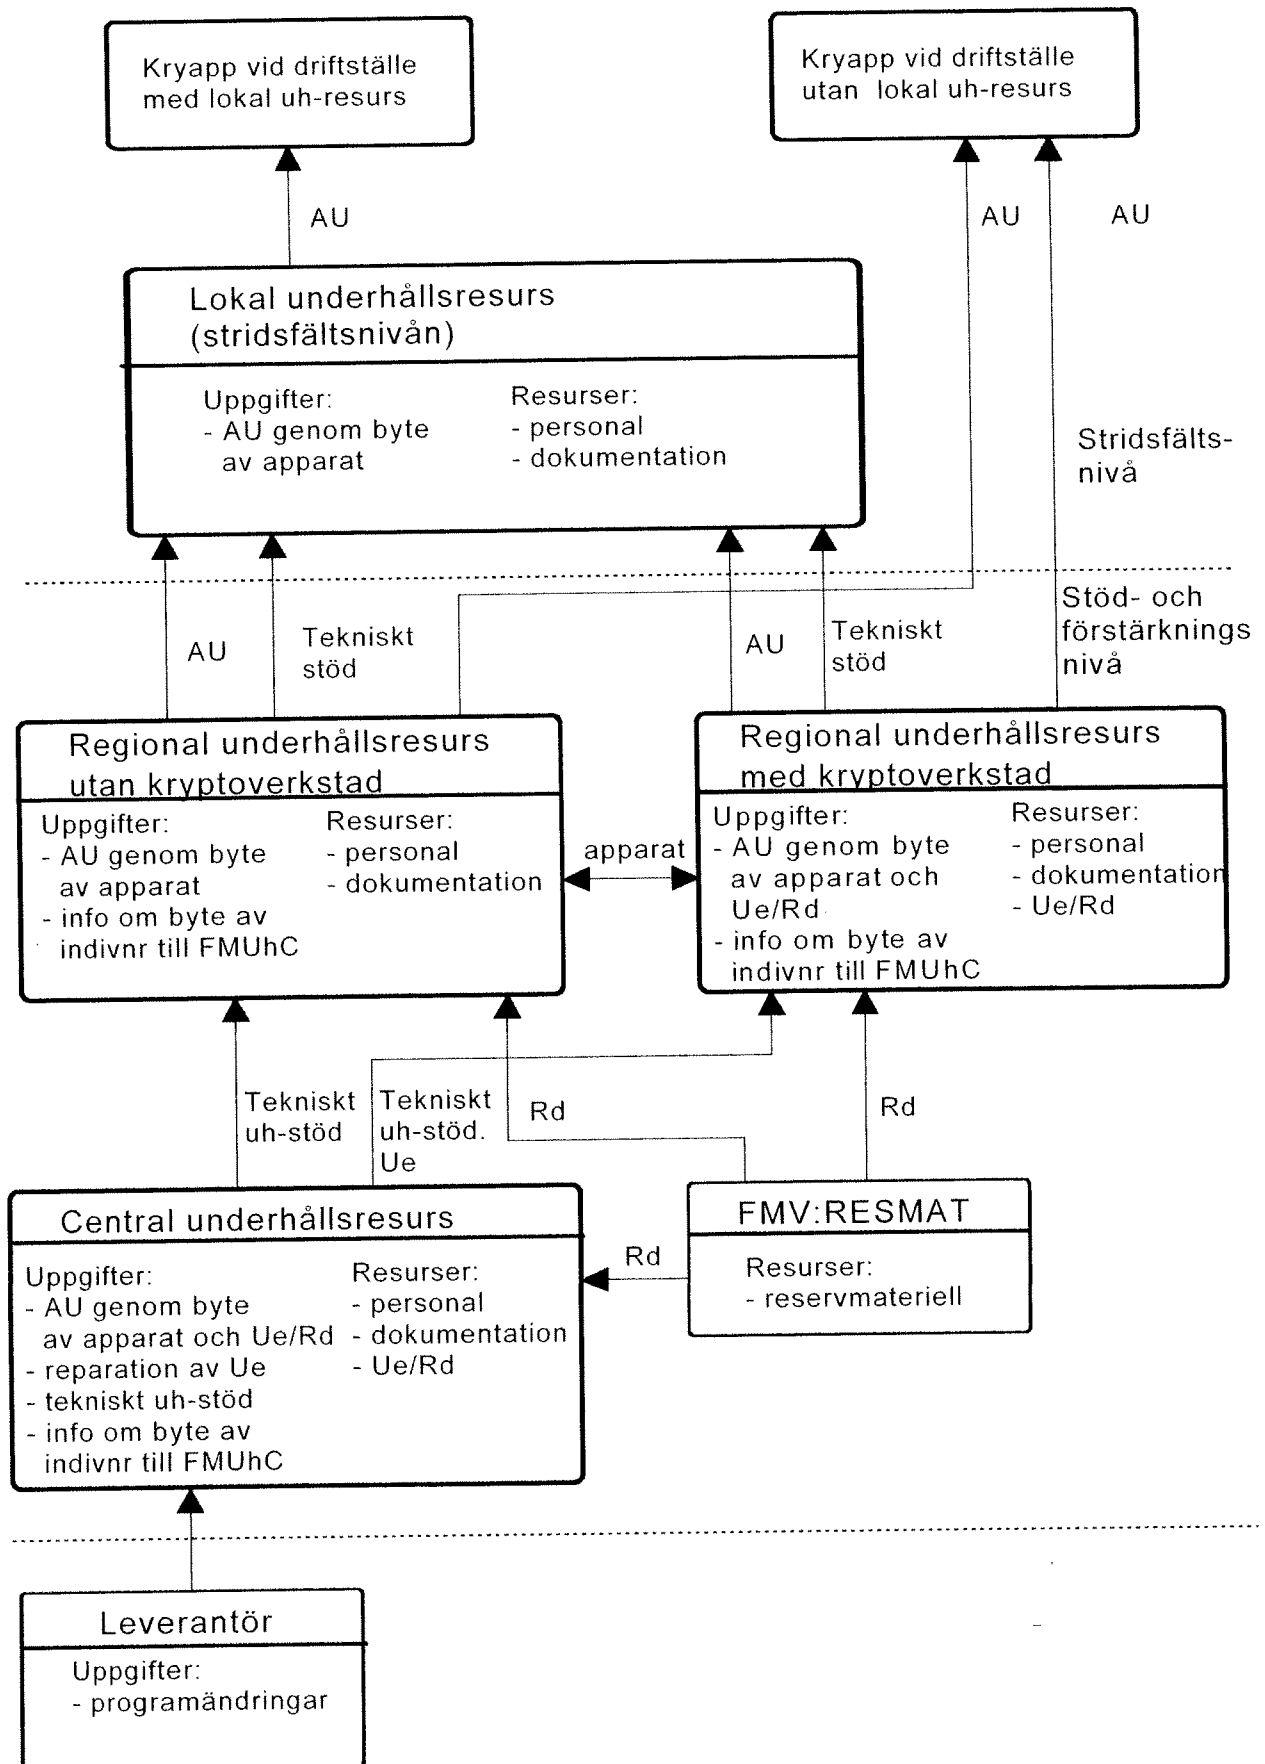 Kryapp vid driftställe
med lokal uh-resurs
Kryapp vid driftställe
utan lokal uh-resurs
AU
AU
AU
Lokal underhållsresurs
(stridsfältsnivån)
Uppgifter:
- AU genom byte
av apparat
Resurser:
- personal
- dokumentation
Stridsfälts-
nivå
AU
Tekniskt
stöd
AU
Tekniskt
stöd
Stöd- och
förstärknings
nivå
Regional underhållsresurs
utan kryptoverkstad
Uppgifter:
- AU genom byte
av apparat
- info om byte av
indivnr till FMUhC
Resurser:
- personal
- dokumentation
apparat
Regional underhållsresurs
med kryptoverkstad
Uppgifter:
- AU genom byte
av apparat och
Ue/Rd
- info om byte av
indivnr till FMUhC
Resurser:
- personal
- dokumentation
- Ue/Rd
Tekniskt
uh-stöd
Tekniskt
uh-stöd.
Ue
Rd
Rd
Central underhållsresurs
Uppgifter:
- AU genom byte
av apparat och Ue/Rd
- reparation av Ue
- tekniskt uh-stöd
- info om byte av
indivnr till FMUhC
Resurser:
- personal
- dokumentation
- Ue/Rd
Rd
FMV:RESMAT
Resurser:
- reservmateriell
Leverantör
Uppgifter:
- programändringar